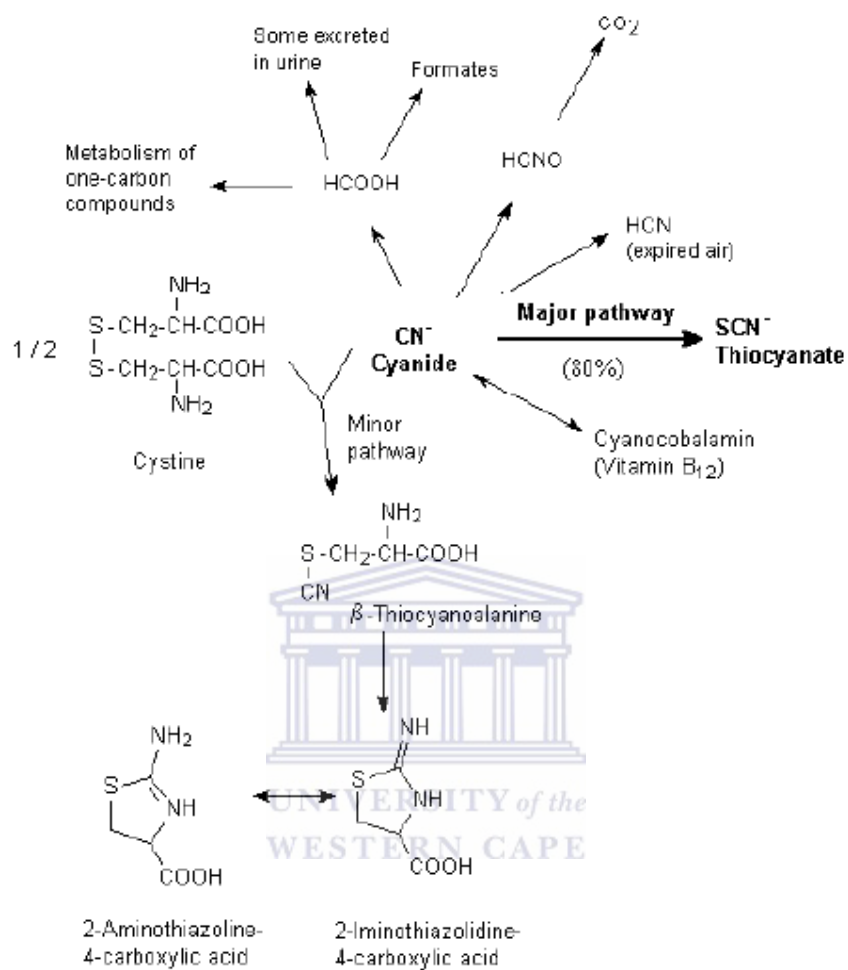 Some excreted
in urine
Formates
CO2
Metabolism of
one-carbon
compounds
HCOOH
HCNO
HCN
(expired air)
NH2
S-CH2-CH-COOH
1/2
S-CH2-CH-COOH
NH2
Cystine
CN-
Cyanide
Major pathway
(80%)
SCN-
Thiocyanate
Minor
pathway
Cyanocobalamin
(Vitamin B12)
NH2
S-CH2-CH-COOH
CN
β-Thiocyanoalanine
NH2
S
NH
COOH
NH
S
NH
COOH
UNIVERSITY of the
WESTERN CAPE
2-Aminothiazoline-
4-carboxylic acid
2-Iminothiazolidine-
4-carboxylic acid